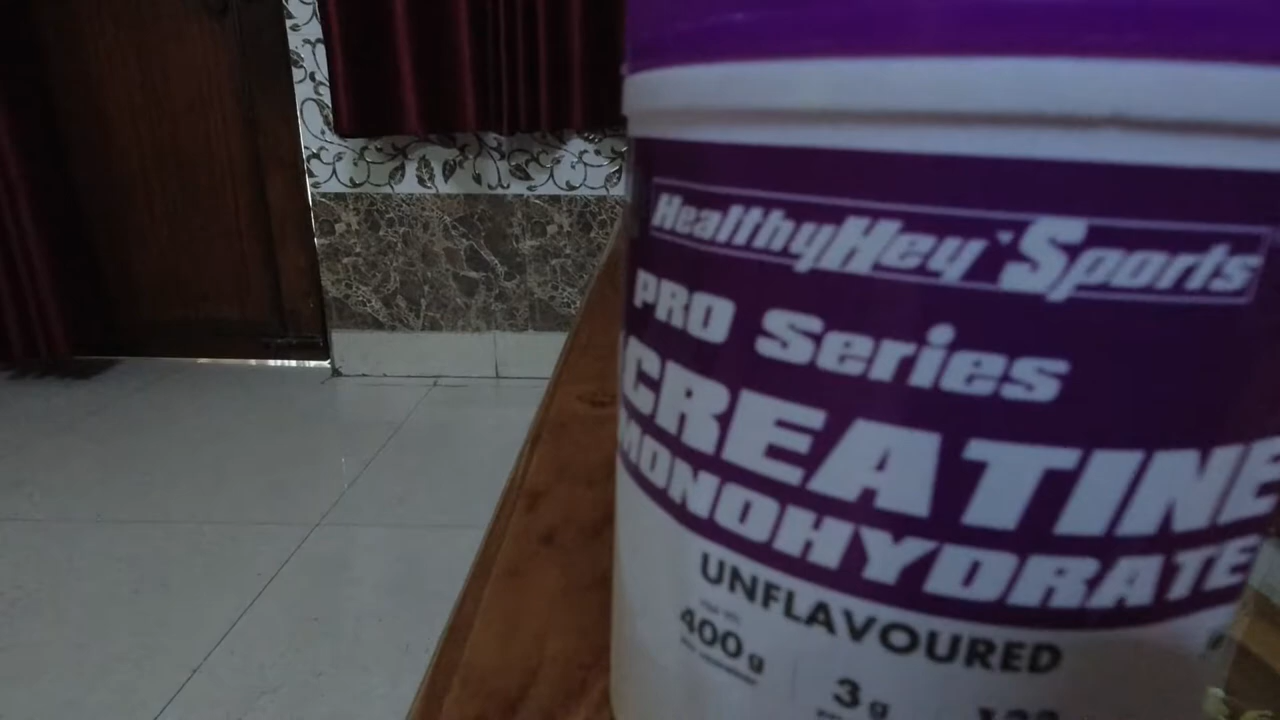 HealthyHey Sports
PRO Series
CREATINE
MONOHYDRATE
UNFLAVOURED
400g
3g